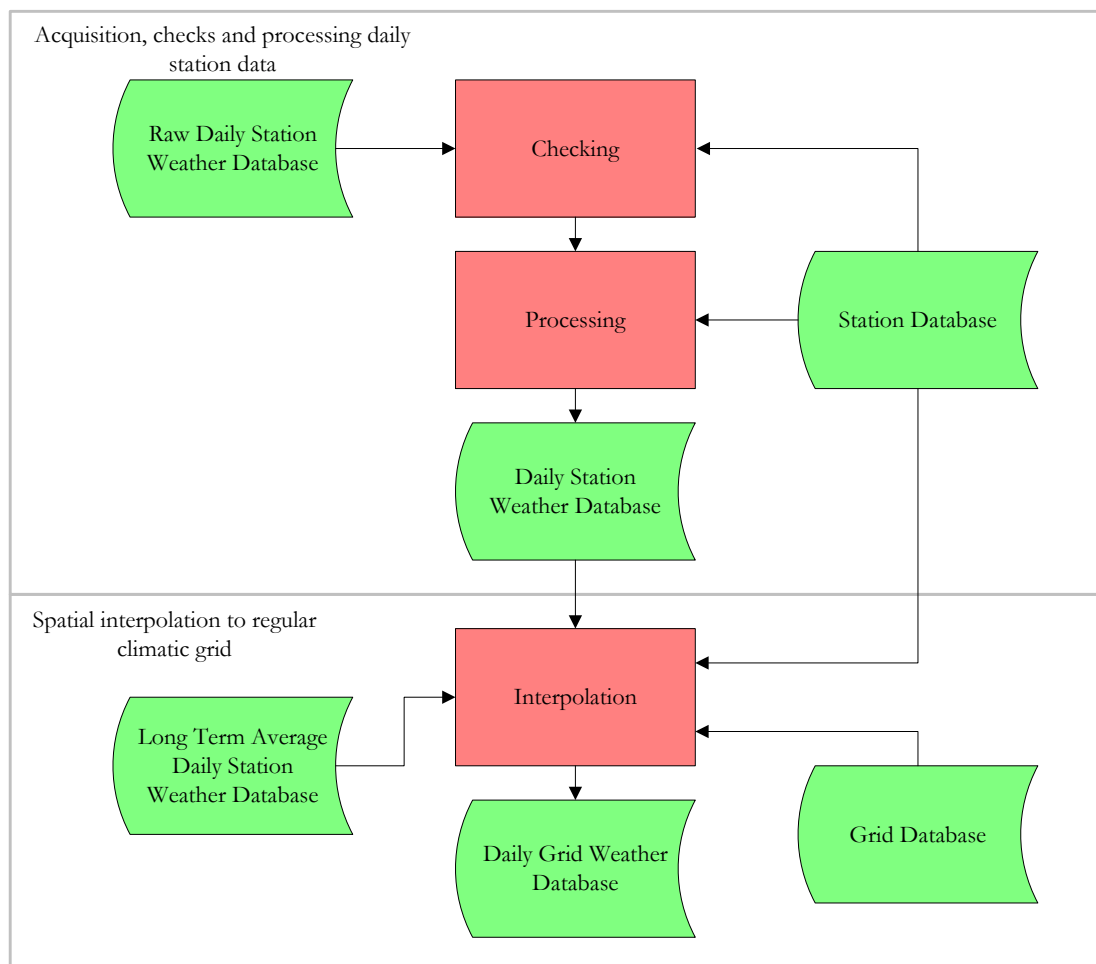 Acquisition, checks and processing daily
station data
Raw Daily Station
Weather Database
Checking
Processing
Station Database
Daily Station
Weather Database
Spatial interpolation to regular
climatic grid
Interpolation
Long Term Average
Daily Station
Weather Database
Grid Database
Daily Grid Weather
Database